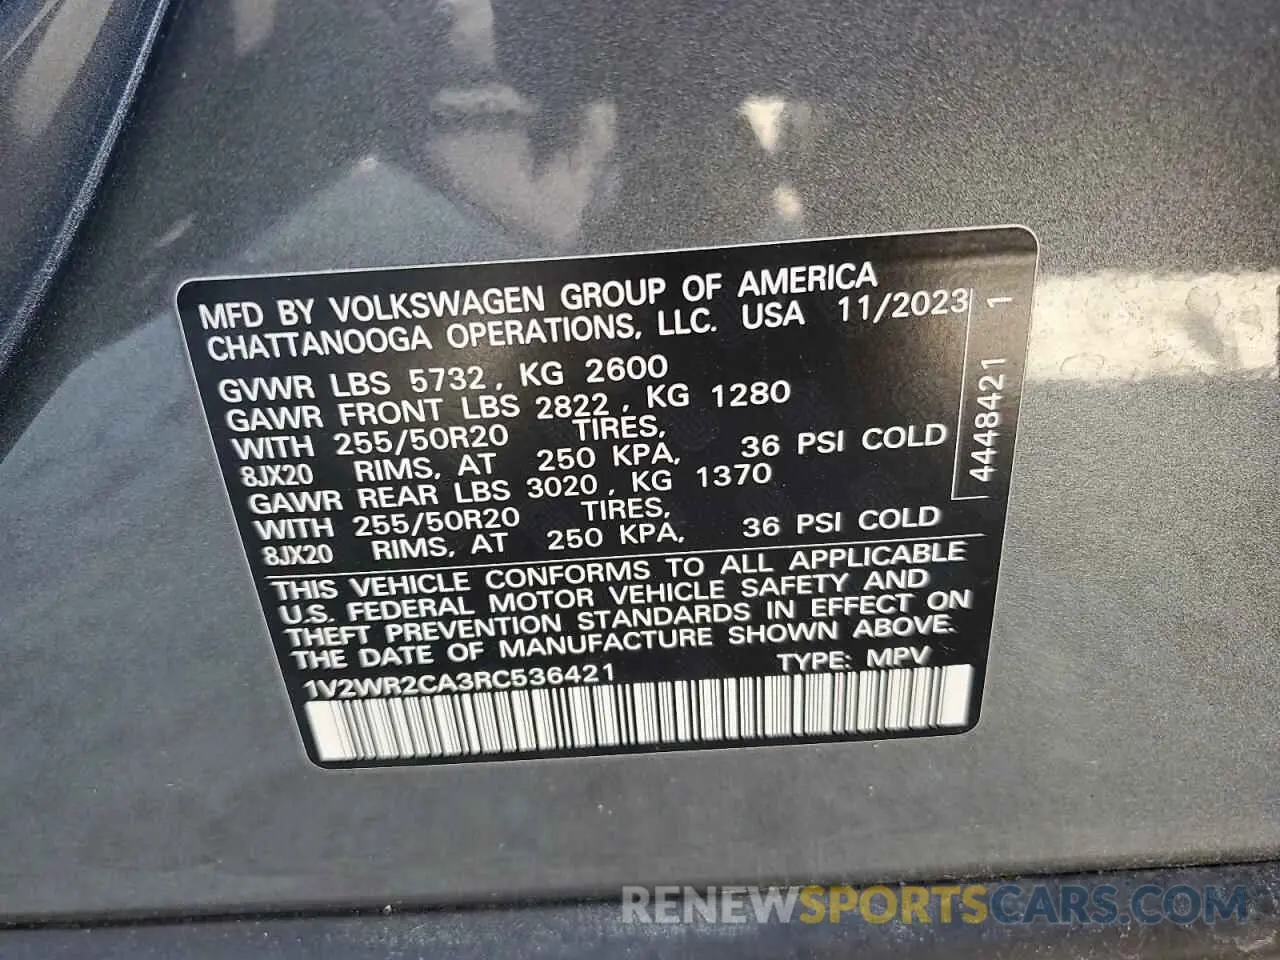 MFD BY VOLKSWAGEN GROUP OF AMERICA
CHATTANOOGA OPERATIONS, LLC. USA 11/2023
GVWR LBS 5732, KG 2600
GAWR FRONT LBS 2822, KG 1280
WITH 255/50R20 TIRES,
8JX20 RIMS, AT 250 KPA, 36 PSI COLD
GAWR REAR LBS 3020, KG 1370
WITH 255/50R20 TIRES,
8JX20 RIMS, AT 250 KPA, 36 PSI COLD
THIS VEHICLE CONFORMS TO ALL APPLICABLE
U.S. FEDERAL MOTOR VEHICLE SAFETY AND
THEFT PREVENTION STANDARDS IN EFFECT ON
THE DATE OF MANUFACTURE SHOWN ABOVE.
1V2WR2CA3RC536421 TYPE: MPV
4448421 1
RENEWSPORTSCARS.COM